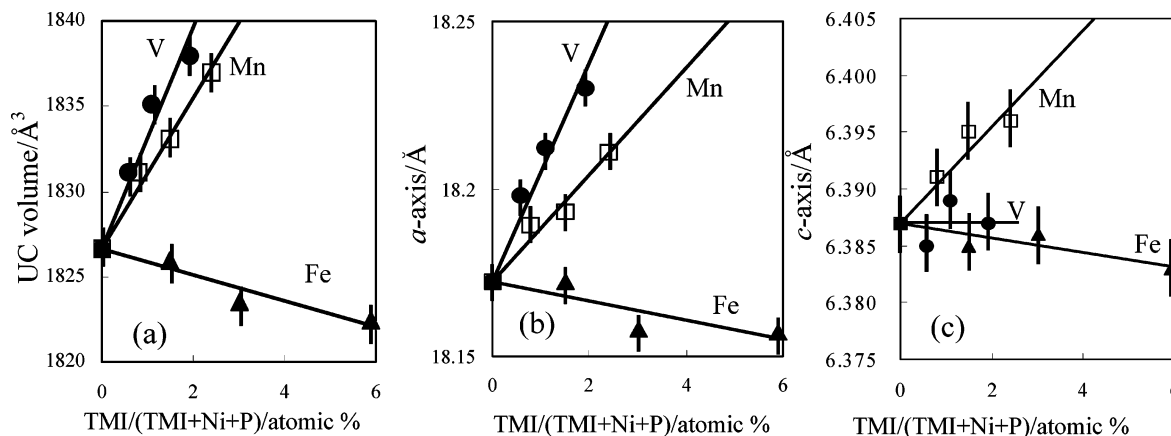 1840
1835
1830
1825
1820
UC volume/Å³
V
Mn
Fe
(a)
0 2 4 6
TMI/(TMI+Ni+P)/atomic %
18.25
18.2
18.15
a-axis/Å
V
Mn
Fe
(b)
0 2 4 6
TMI/(TMI+Ni+P)/atomic %
6.405
6.400
6.395
6.390
6.385
6.380
6.375
c-axis/Å
Mn
V
Fe
(c)
0 2 4
TMI/(TMI+Ni+P)/atomic %